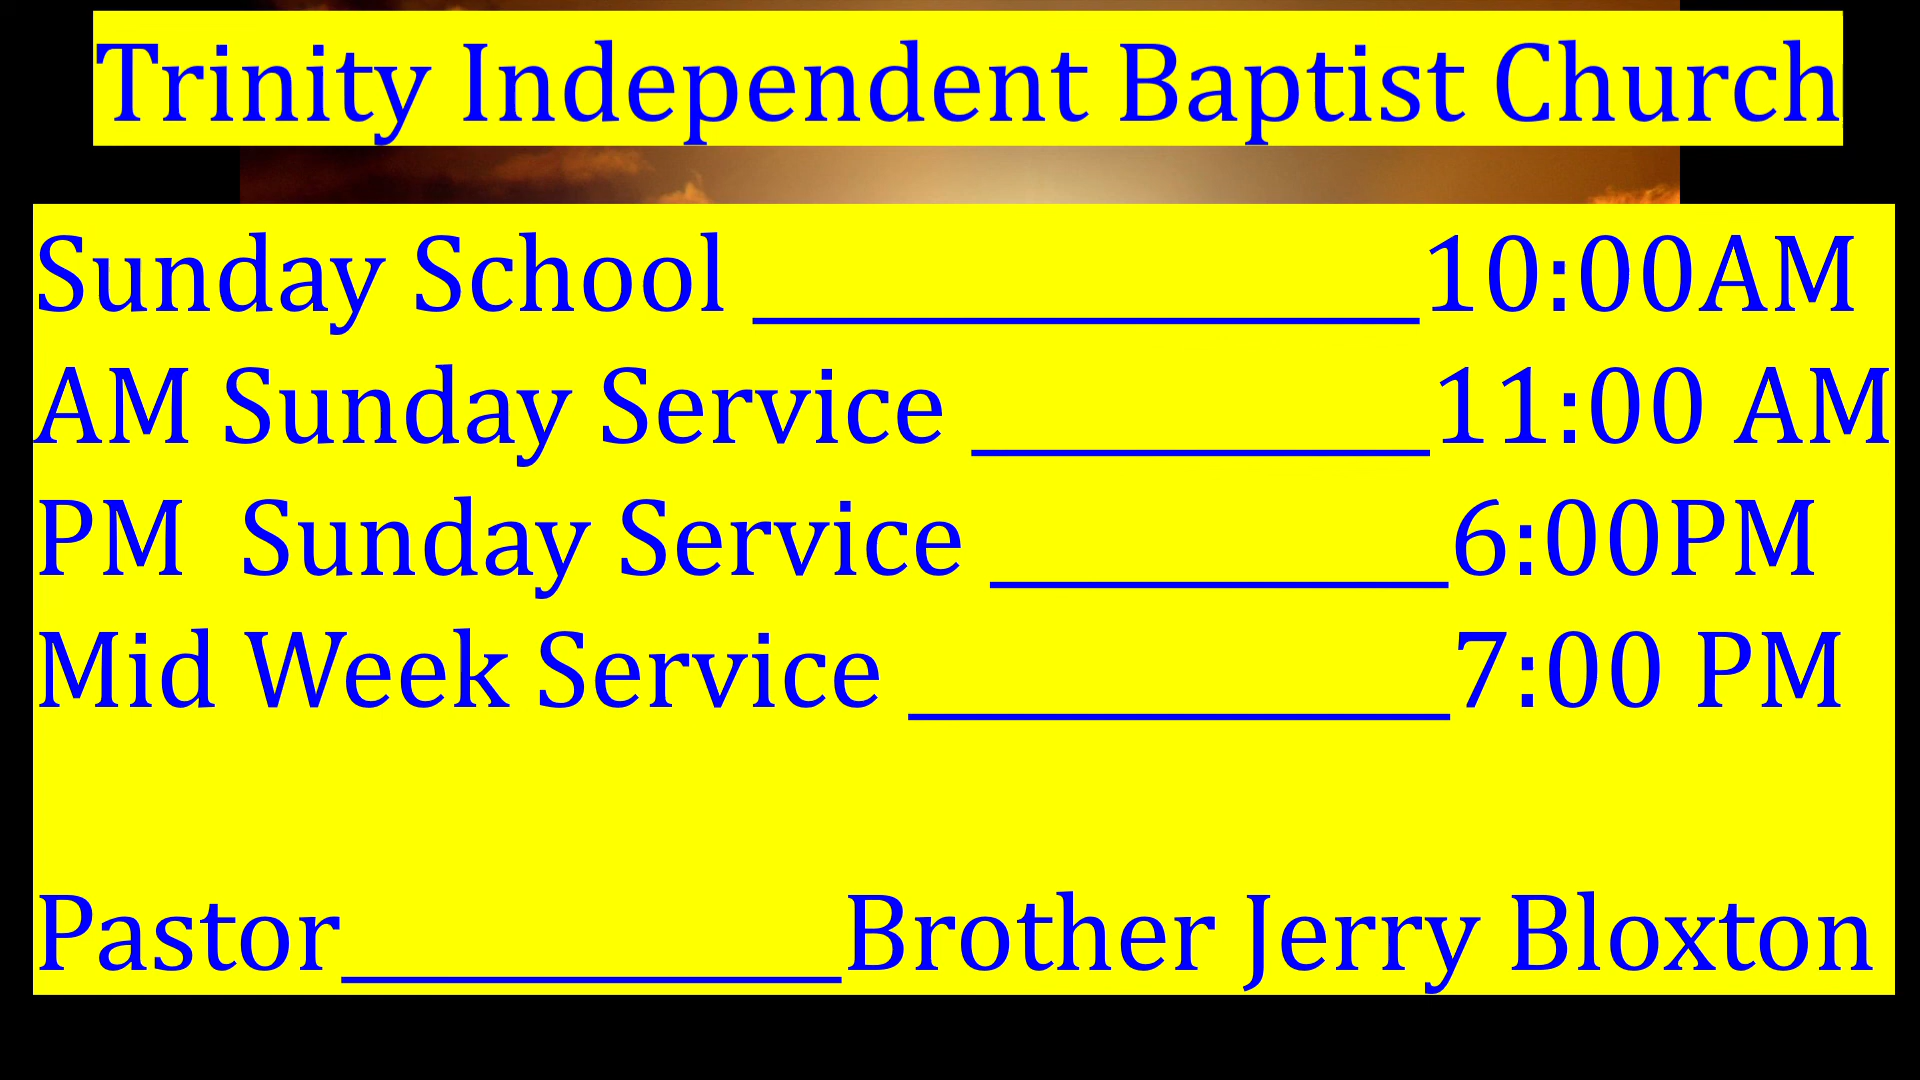 Trinity Independent Baptist Church
Sunday School ________________10:00AM
AM Sunday Service ___________11:00 AM
PM  Sunday Service ___________6:00PM
Mid Week Service _____________7:00 PM
Pastor____________Brother Jerry Bloxton